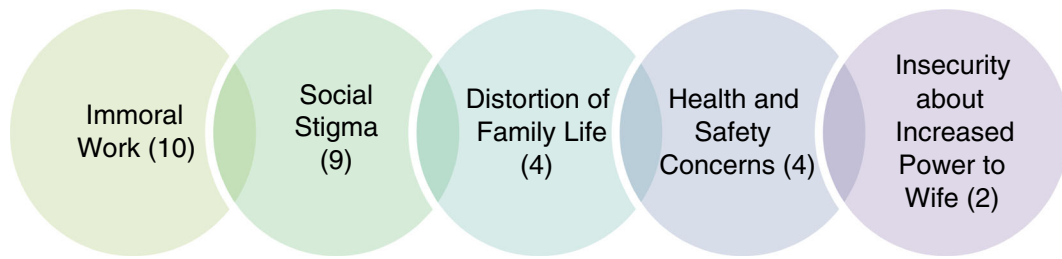 Immoral
Work (10)
Social
Stigma
(9)
Distortion of
Family Life
(4)
Health and
Safety
Concerns (4)
Insecurity
about
Increased
Power to
Wife (2)